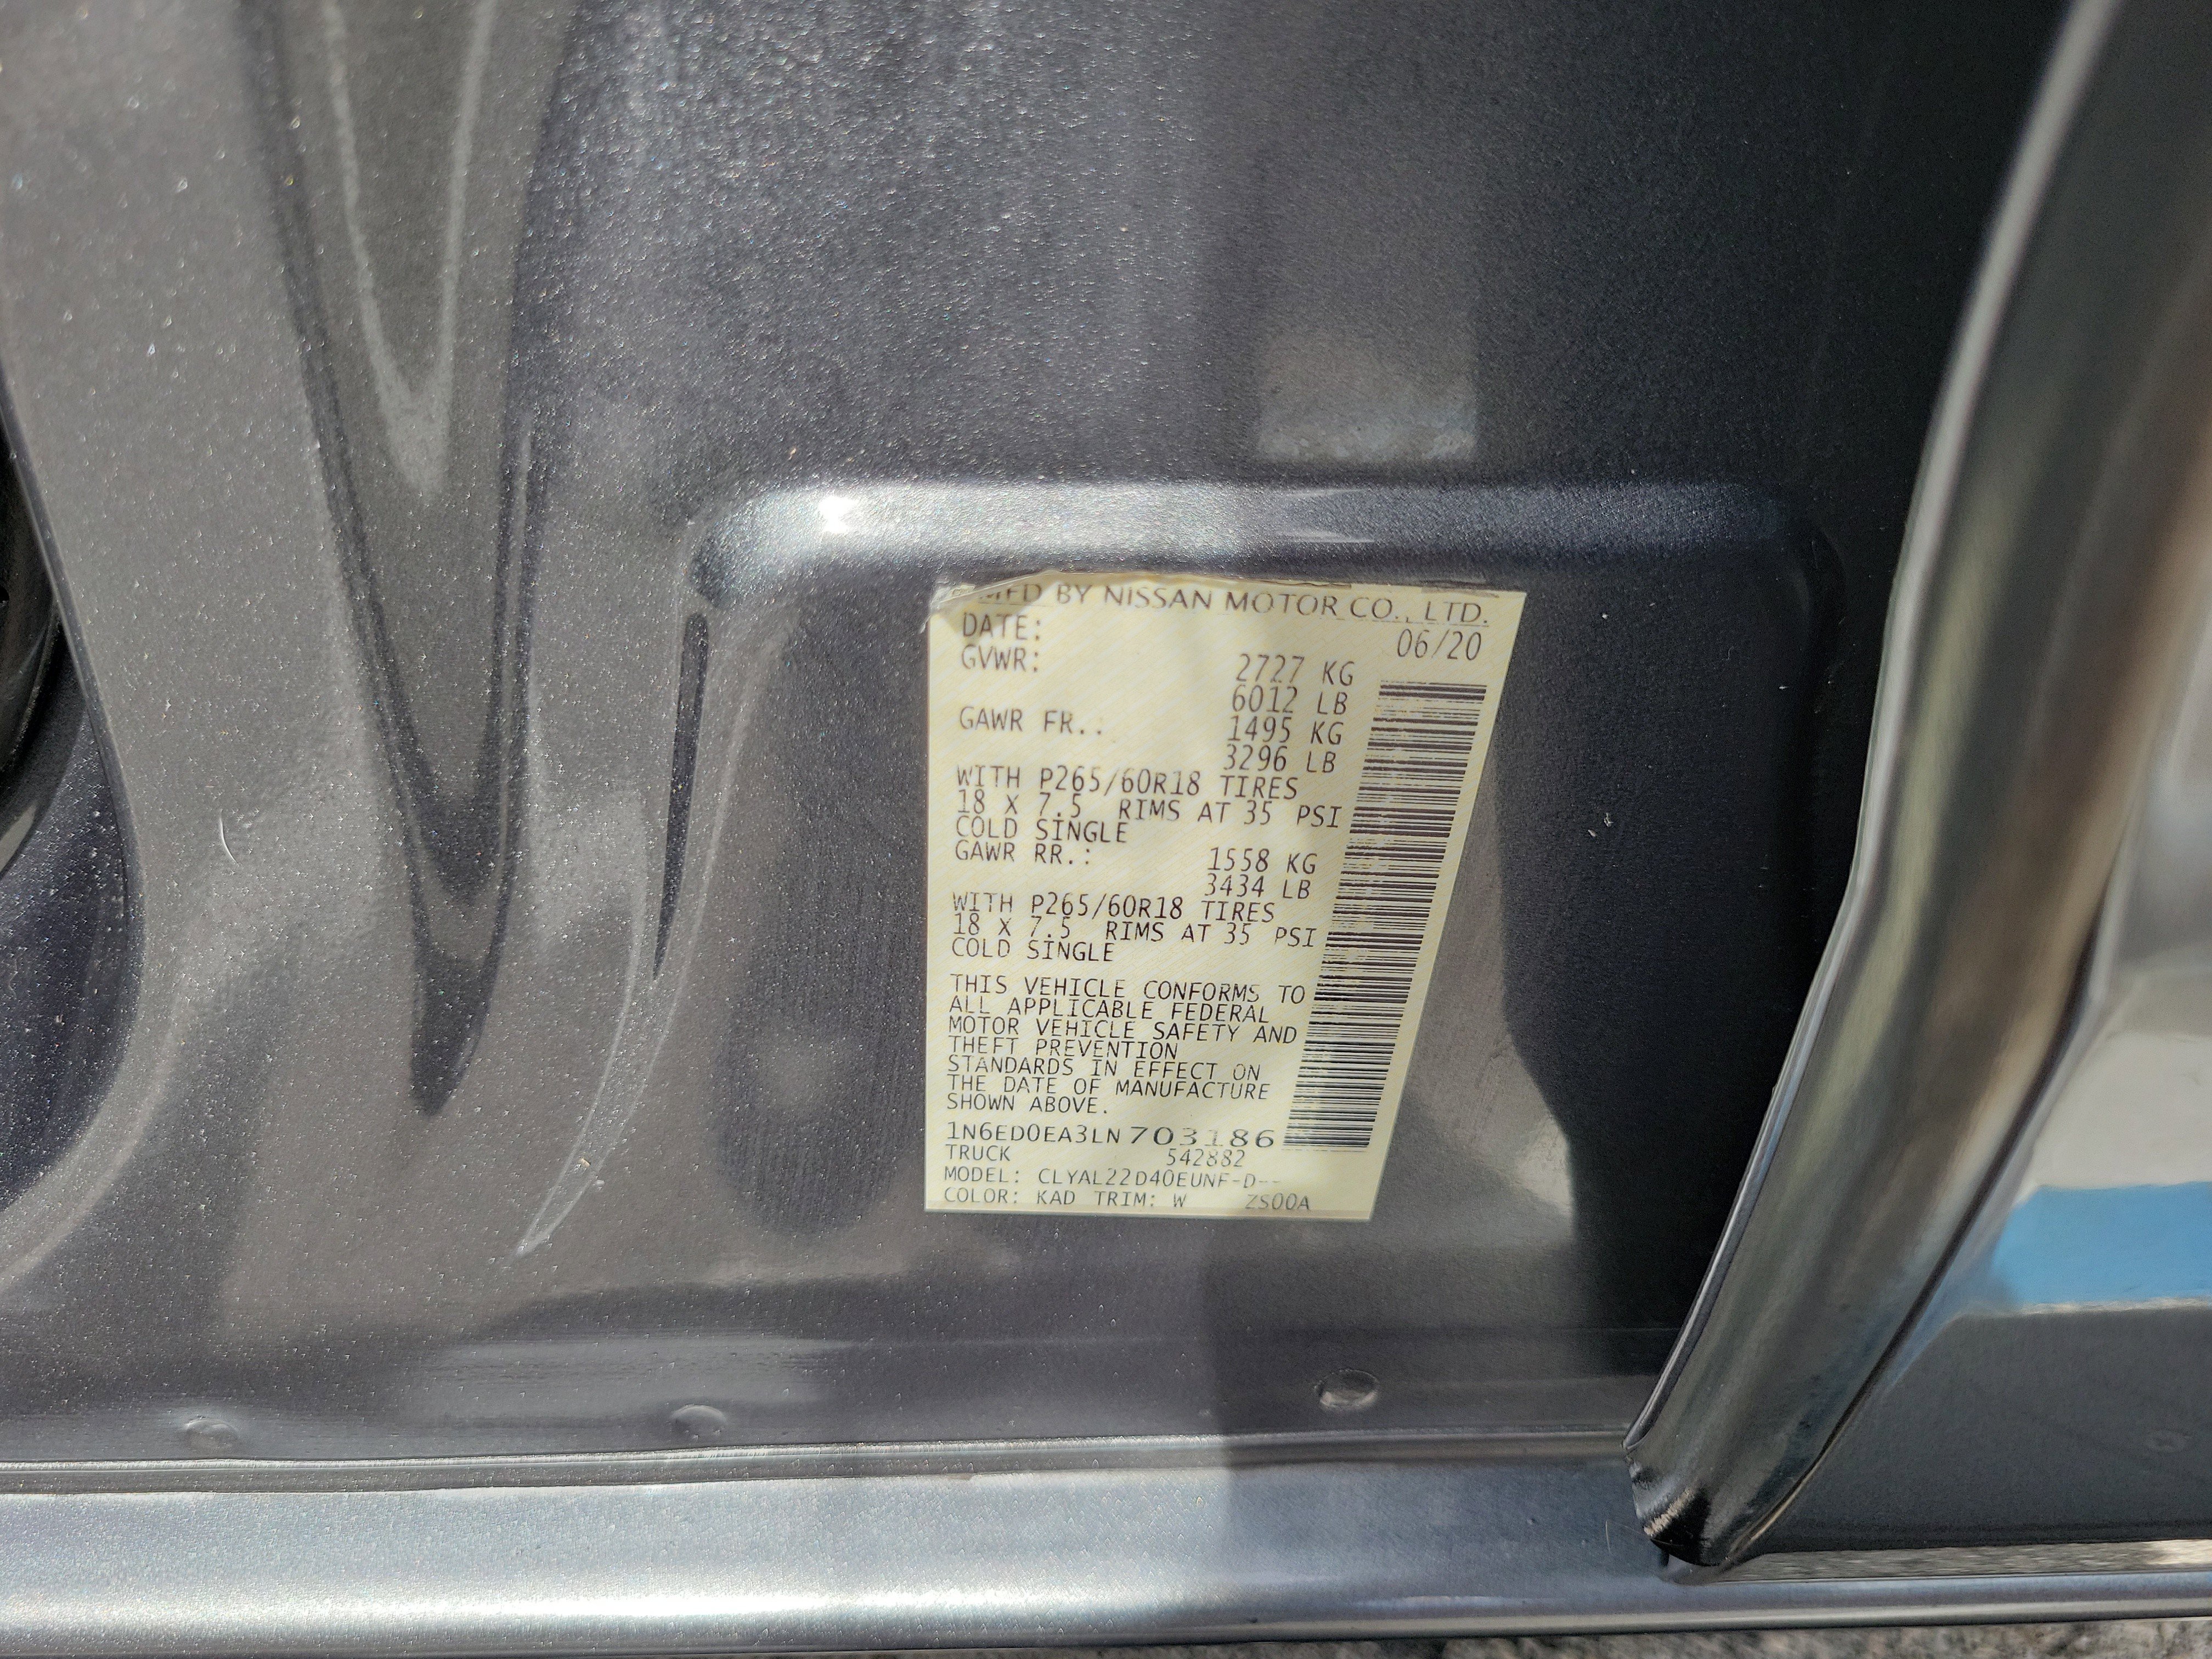 MFD BY NISSAN MOTOR CO., LTD.
DATE: 06/20
GVWR: 2727 KG
6012 LB
GAWR FR.: 1495 KG
3296 LB
WITH P265/60R18 TIRES
18 X 7.5 RIMS AT 35 PSI
COLD SINGLE
GAWR RR.: 1558 KG
3434 LB
WITH P265/60R18 TIRES
18 X 7.5 RIMS AT 35 PSI
COLD SINGLE
THIS VEHICLE CONFORMS TO
ALL APPLICABLE FEDERAL
MOTOR VEHICLE SAFETY AND
THEFT PREVENTION
STANDARDS IN EFFECT ON
THE DATE OF MANUFACTURE
SHOWN ABOVE.
1N6ED0EA3LN703186
TRUCK 542882
MODEL: CLYAL22D40EUNF-D--
COLOR: KAD TRIM: W ZS00A